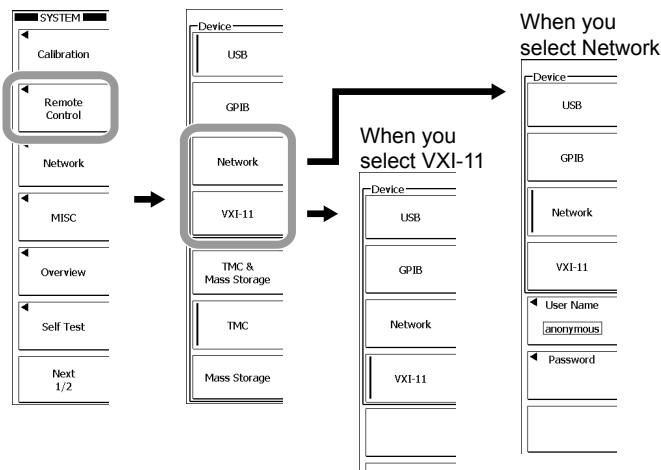 SYSTEM
Calibration
Remote
Control
Network
MISC
Overview
Self Test
Next
1/2
Device
USB
GPIB
Network
VXI-11
TMC &
Mass Storage
TMC
Mass Storage
When you
select VXI-11
Device
USB
GPIB
Network
VXI-11
When you
select Network
Device
USB
GPIB
Network
VXI-11
User Name
anonymous
Password